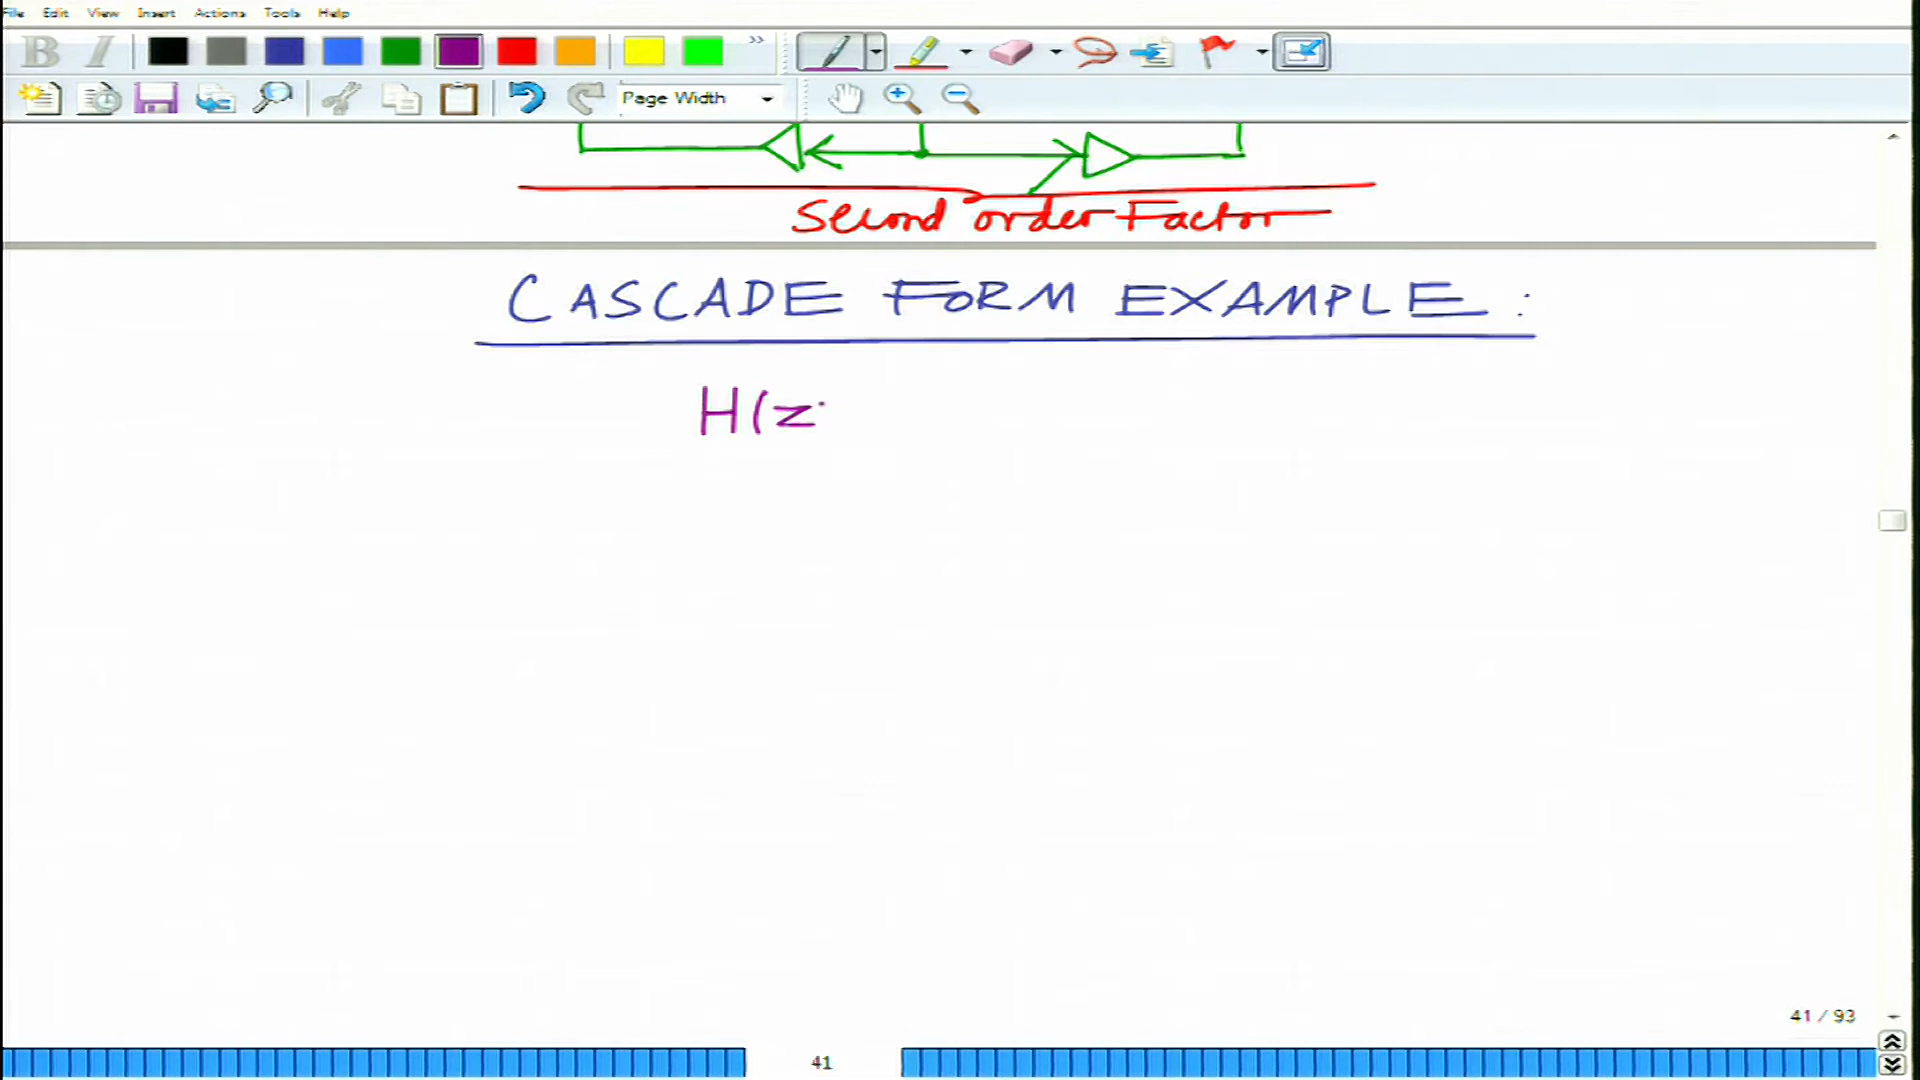 File Edit View Insert Actions Tools Help
B I
Page Width
Second order Factor
CASCADE FORM EXAMPLE :
H(z
41 / 93
41